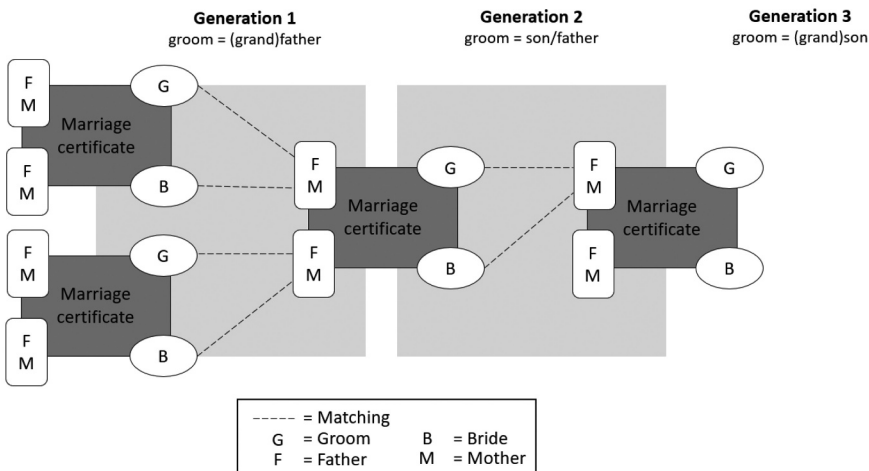 Generation 1
groom = (grand)father
Generation 2
groom = son/father
Generation 3
groom = (grand)son
F
M
G
Marriage
certificate
F
M
B
F
M
G
Marriage
certificate
F
M
B
F
M
G
Marriage
certificate
F
M
B
F
M
G
Marriage
certificate
F
M
B
----- = Matching
G = Groom B = Bride
F = Father M = Mother